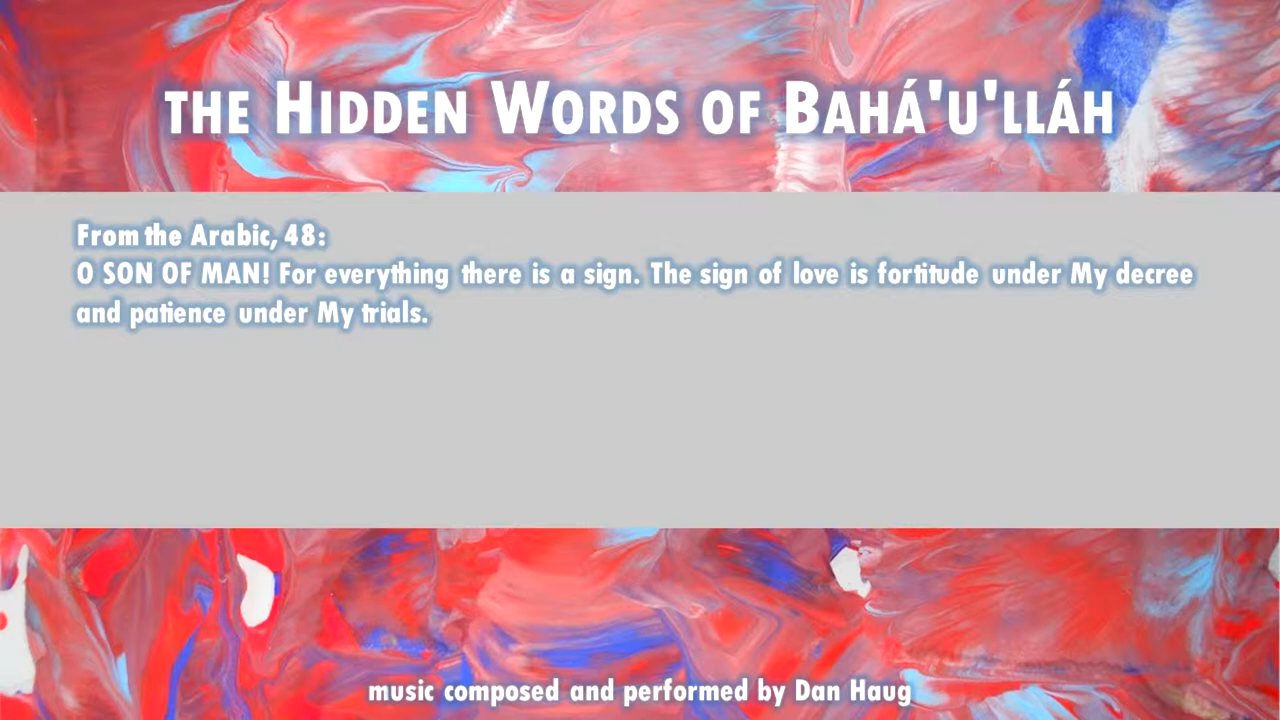 THE HIDDEN WORDS OF BAHÁ'U'LLÁH
From the Arabic, 48:
O SON OF MAN! For everything there is a sign. The sign of love is fortitude under My decree
and patience under My trials.
music composed and performed by Dan Haug